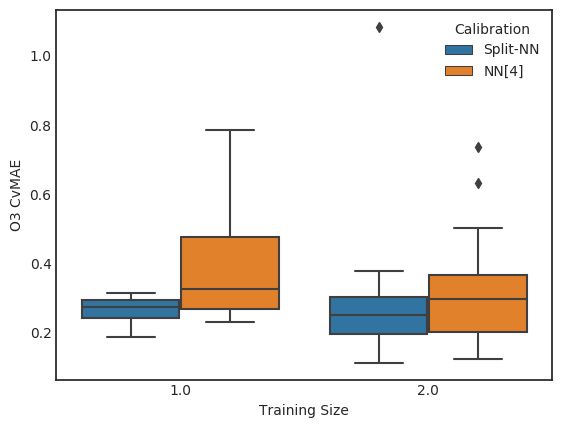 Calibration
Split-NN
NN[4]
1.0
0.8
0.6
0.4
0.2
O3 CvMAE
1.0 2.0
Training Size